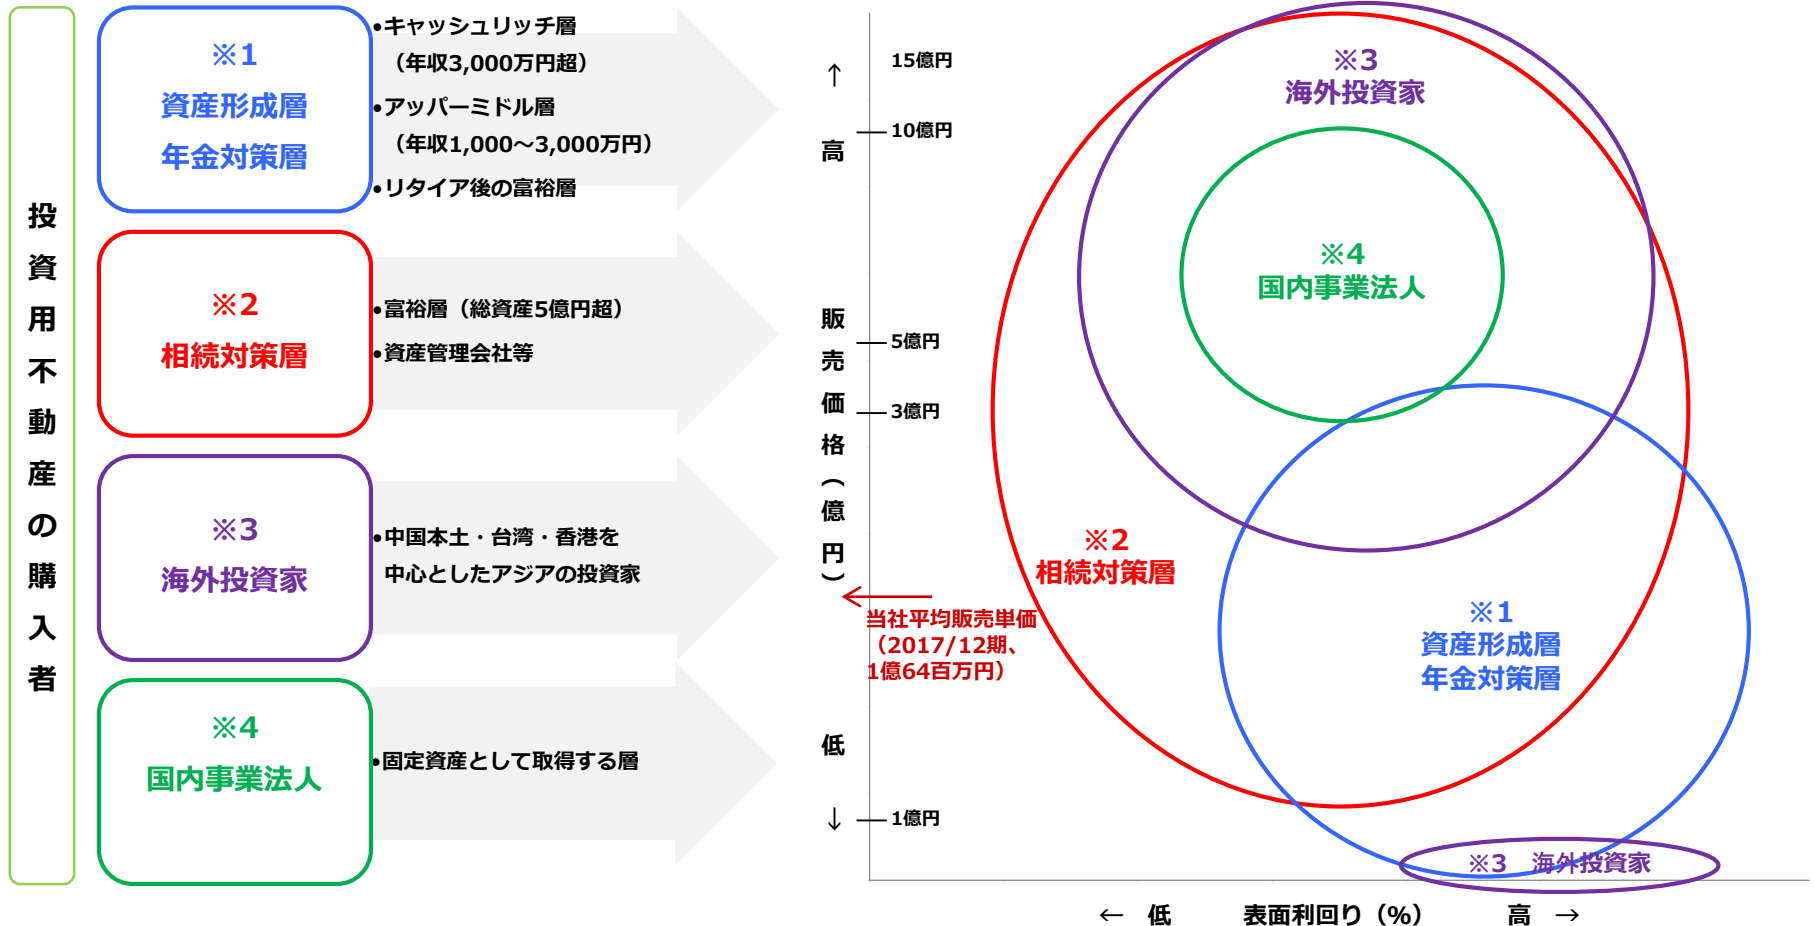 投資用不動産の購入者
※1
資産形成層
年金対策層
•キャッシュリッチ層
（年収3,000万円超）
•アッパーミドル層
（年収1,000～3,000万円）
•リタイア後の富裕層
※2
相続対策層
•富裕層（総資産5億円超）
•資産管理会社等
※3
海外投資家
•中国本土・台湾・香港を
中心としたアジアの投資家
※4
国内事業法人
•固定資産として取得する層
↑
高
販売価格（億円）
低
↓
15億円
10億円
5億円
3億円
1億円
当社平均販売単価
（2017/12期、
1億64百万円）
※3
海外投資家
※4
国内事業法人
※2
相続対策層
※1
資産形成層
年金対策層
※3　海外投資家
←　低　表面利回り（%）　高　→